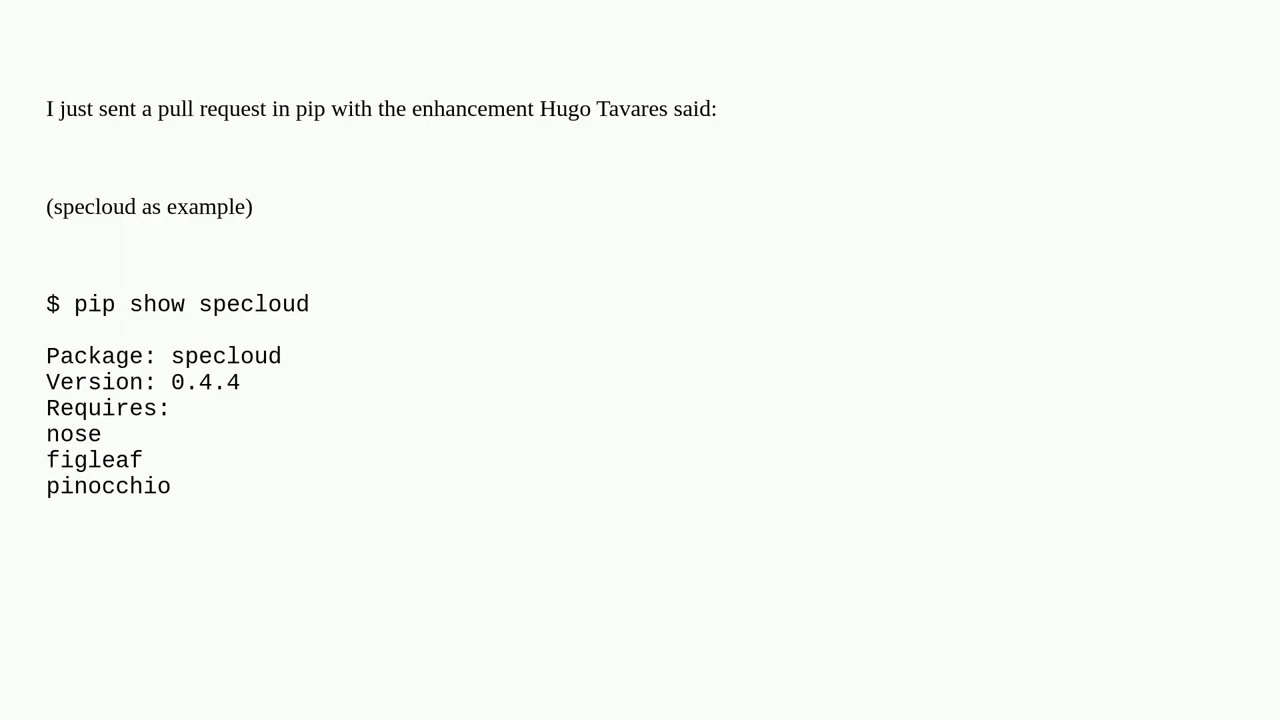 I just sent a pull request in pip with the enhancement Hugo Tavares said:
(specloud as example)
$ pip show specloud
Package: specloud
Version: 0.4.4
Requires:
nose
figleaf
pinocchio